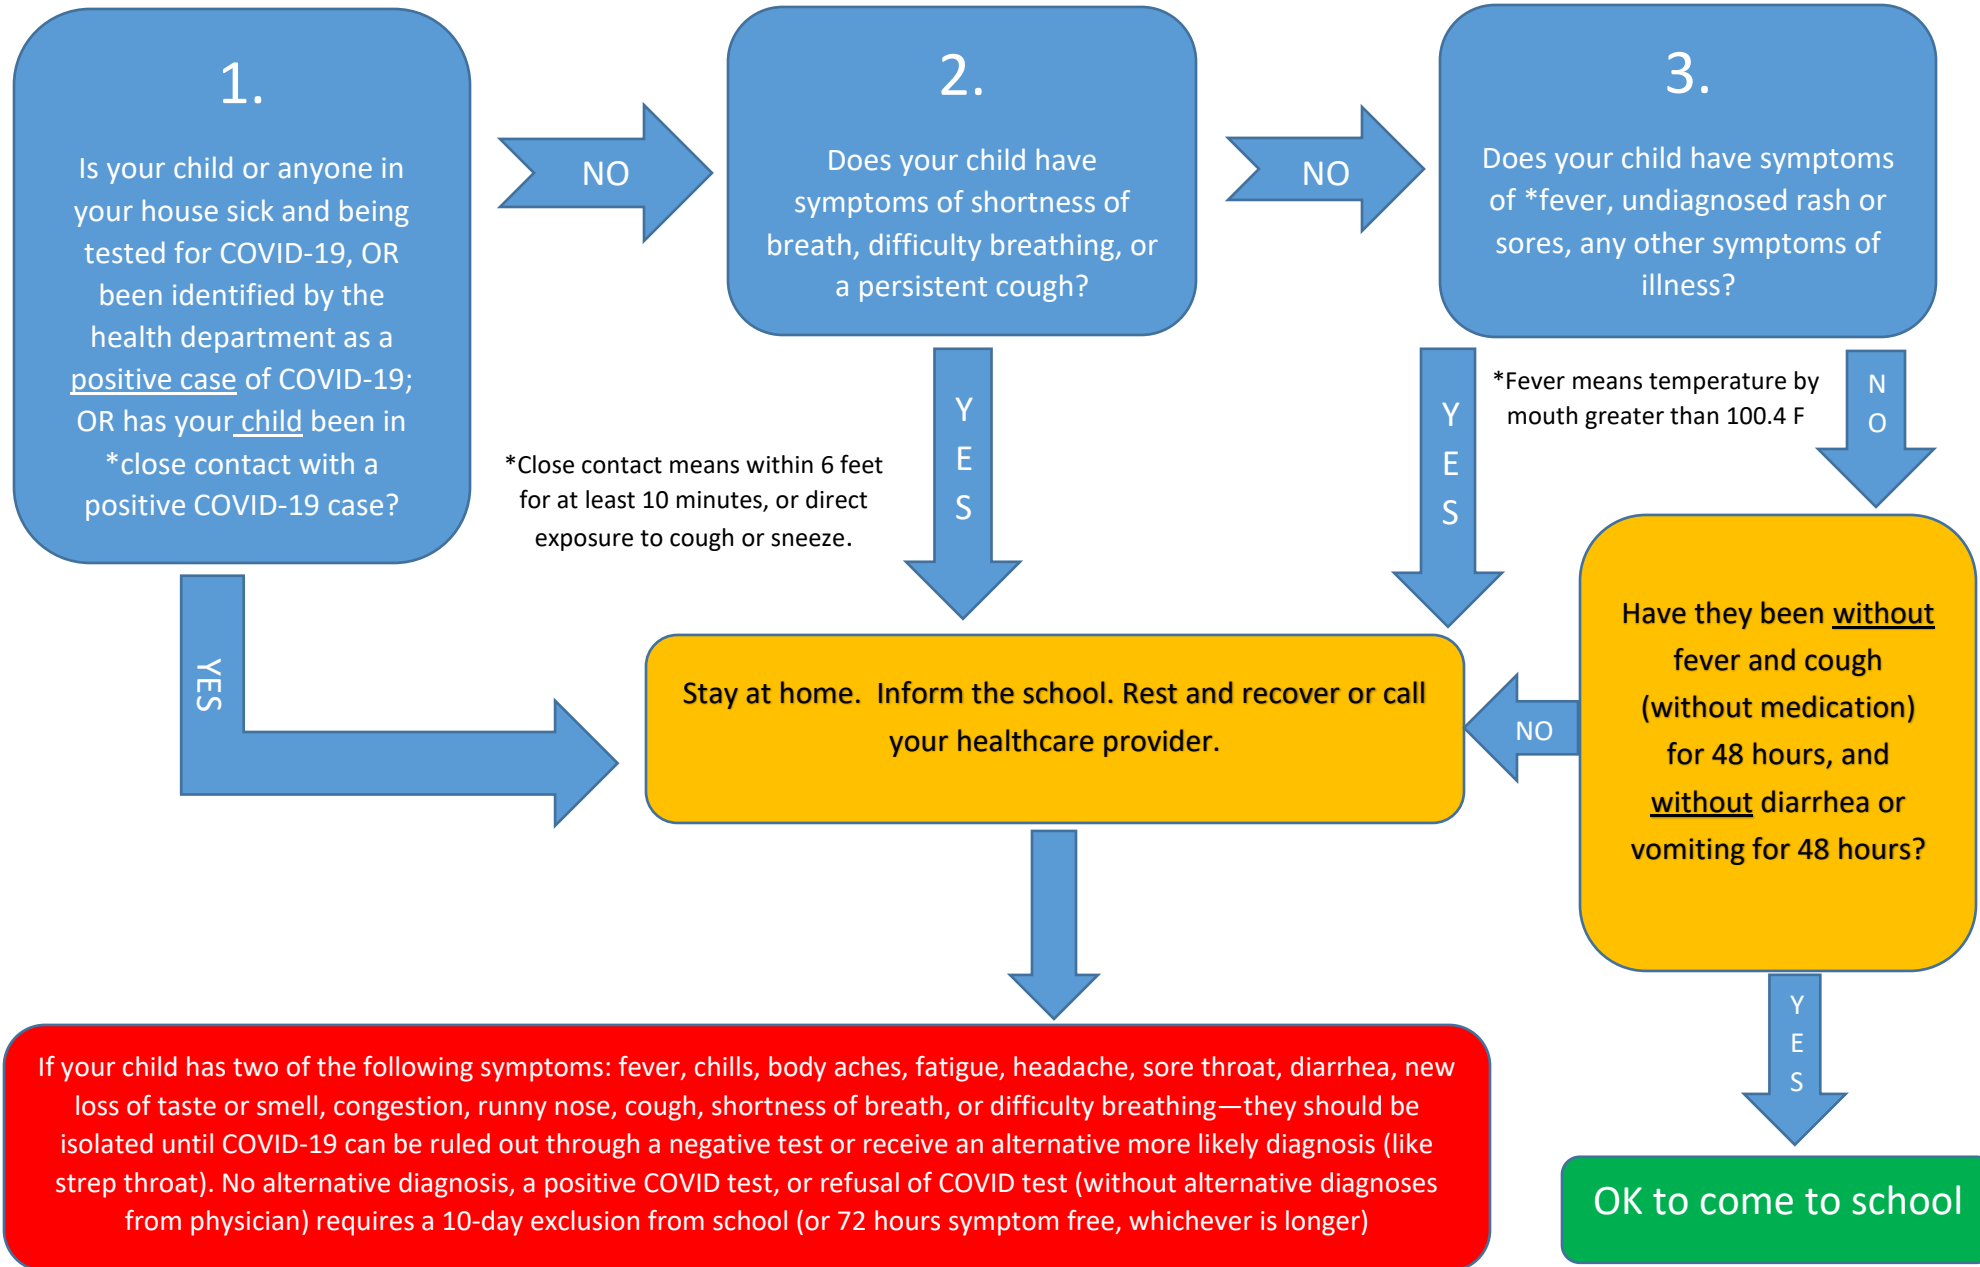 1.
Is your child or anyone in
your house sick and being
tested for COVID-19, OR
been identified by the
health department as a
positive case of COVID-19;
OR has your child been in
*close contact with a
positive COVID-19 case?
NO
2.
Does your child have
symptoms of shortness of
breath, difficulty breathing, or
a persistent cough?
NO
3.
Does your child have symptoms
of *fever, undiagnosed rash or
sores, any other symptoms of
illness?
*Close contact means within 6 feet
for at least 10 minutes, or direct
exposure to cough or sneeze.
Y
E
S
Y
E
S
*Fever means temperature by
mouth greater than 100.4 F
N
O
YES
Stay at home.  Inform the school. Rest and recover or call
your healthcare provider.
NO
Have they been without
fever and cough
(without medication)
for 48 hours, and
without diarrhea or
vomiting for 48 hours?
Y
E
S
If your child has two of the following symptoms: fever, chills, body aches, fatigue, headache, sore throat, diarrhea, new
loss of taste or smell, congestion, runny nose, cough, shortness of breath, or difficulty breathing—they should be
isolated until COVID-19 can be ruled out through a negative test or receive an alternative more likely diagnosis (like
strep throat). No alternative diagnosis, a positive COVID test, or refusal of COVID test (without alternative diagnoses
from physician) requires a 10-day exclusion from school (or 72 hours symptom free, whichever is longer)
OK to come to school